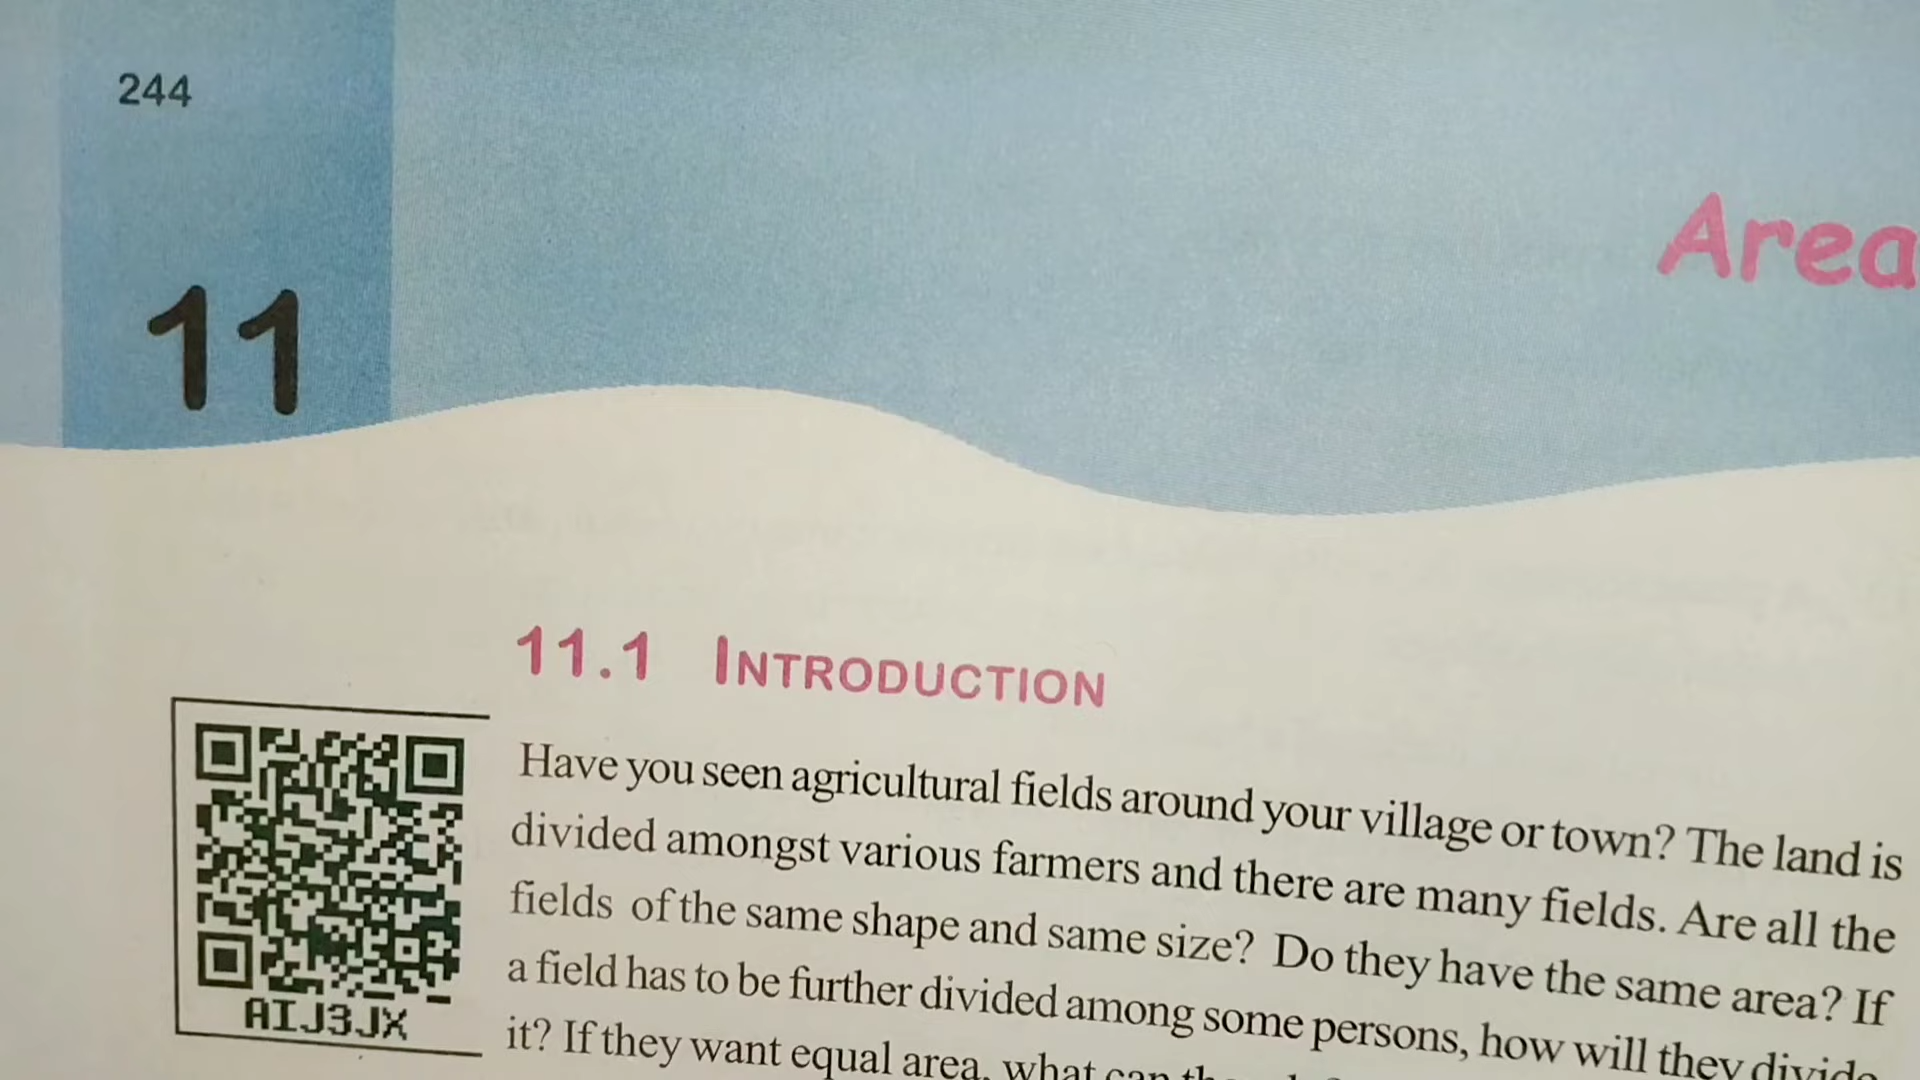 244
11
Area
11.1 INTRODUCTION
Have you seen agricultural fields around your village or town? The land is
divided amongst various farmers and there are many fields. Are all the
fields of the same shape and same size? Do they have the same area? If
a field has to be further divided among some persons, how will they divide
it? If they want equal area, what can
AIJ3JX